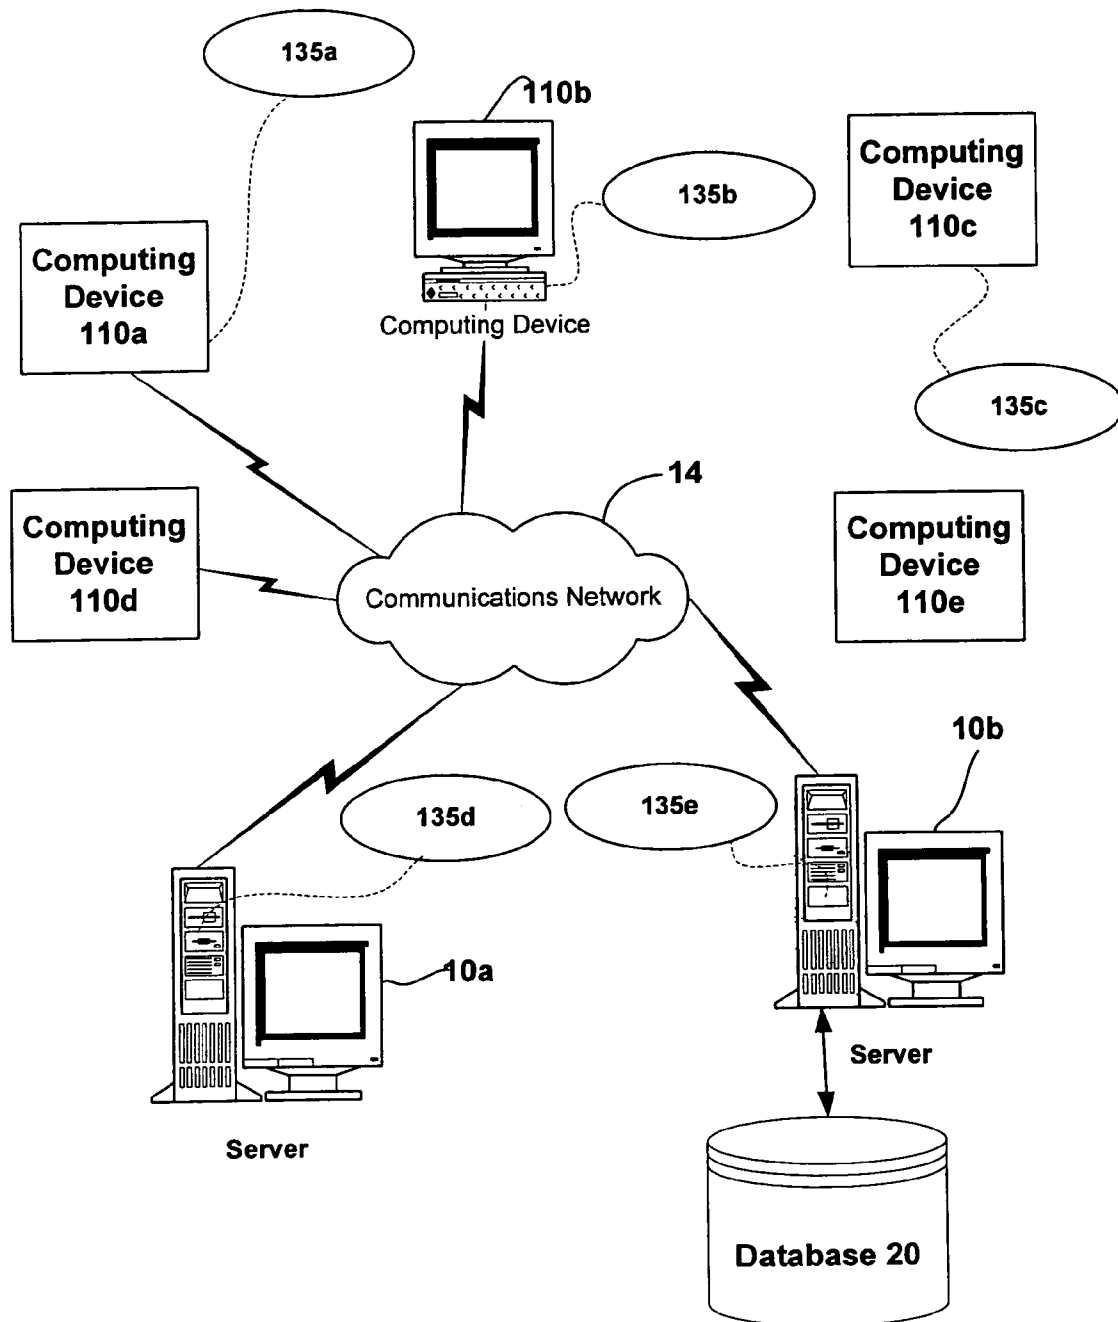 135a
110b
135b
Computing
Device
110c
Computing
Device
110a
Computing Device
135c
14
Computing
Device
110d
Communications Network
Computing
Device
110e
10b
135d
135e
10a
Server
Server
Database 20